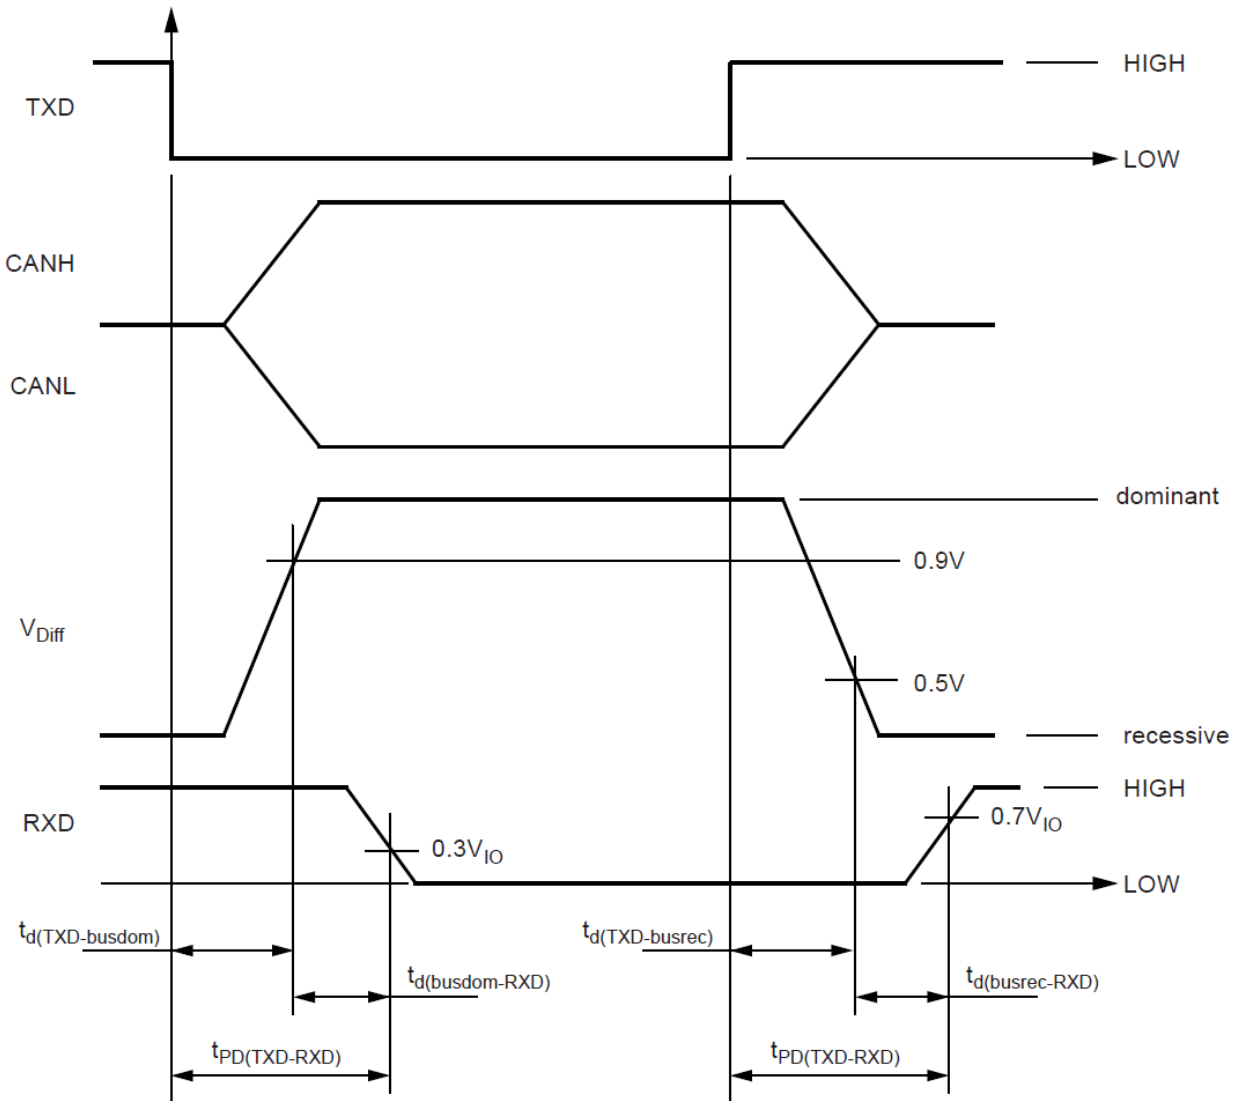 HIGH
TXD
LOW
CANH
CANL
dominant
0.9V
VDiff
0.5V
recessive
HIGH
RXD
0.7VIO
0.3VIO
LOW
td(TXD-busdom)
td(TXD-busrec)
td(busdom-RXD)
td(busrec-RXD)
tPD(TXD-RXD)
tPD(TXD-RXD)